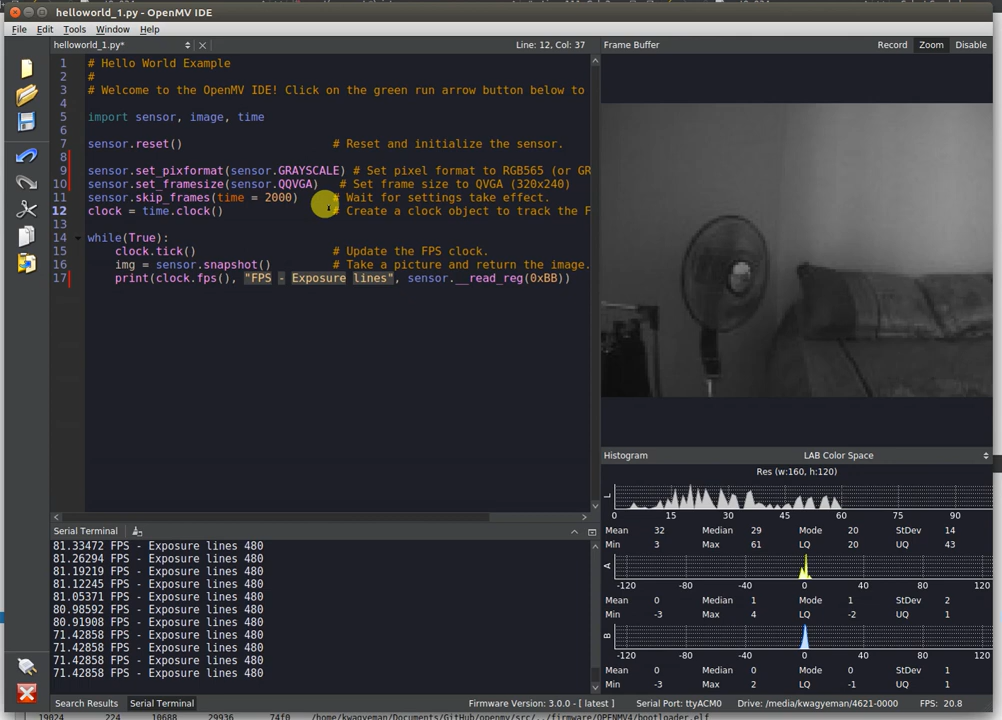 helloworld_1.py - OpenMV IDE
File Edit Tools Window Help
helloworld_1.py*
Line: 12, Col: 37
Frame Buffer
Record Zoom Disable
1 # Hello World Example
2 #
3 # Welcome to the OpenMV IDE! Click on the green run arrow button below to
4
5 import sensor, image, time
6
7 sensor.reset() # Reset and initialize the sensor.
8
9 sensor.set_pixformat(sensor.GRAYSCALE) # Set pixel format to RGB565 (or GR
10 sensor.set_framesize(sensor.QQVGA) # Set frame size to QVGA (320x240)
11 sensor.skip_frames(time = 2000) # Wait for settings take effect.
12 clock = time.clock() # Create a clock object to track the F
13
14 while(True):
15 clock.tick() # Update the FPS clock.
16 img = sensor.snapshot() # Take a picture and return the image.
17 print(clock.fps(), "FPS - Exposure lines", sensor.__read_reg(0xBB))
Histogram
LAB Color Space
Res (w:160, h:120)
L
0 15 30 45 60 75 90
Mean 32 Median 29 Mode 20 StDev 14
Min 3 Max 61 LQ 20 UQ 43
A
-120 -80 -40 0 40 80 120
Mean 0 Median 1 Mode 1 StDev 2
Min -3 Max 4 LQ -2 UQ 1
B
-120 -80 -40 0 40 80 120
Mean 0 Median 0 Mode 0 StDev 1
Min -3 Max 2 LQ -1 UQ 1
Serial Terminal
81.33472 FPS - Exposure lines 480
81.26294 FPS - Exposure lines 480
81.19219 FPS - Exposure lines 480
81.12245 FPS - Exposure lines 480
81.05371 FPS - Exposure lines 480
80.98592 FPS - Exposure lines 480
80.91908 FPS - Exposure lines 480
71.42858 FPS - Exposure lines 480
71.42858 FPS - Exposure lines 480
71.42858 FPS - Exposure lines 480
71.42858 FPS - Exposure lines 480
Search Results Serial Terminal
Firmware Version: 3.0.0 - [ latest ] Serial Port: ttyACM0 Drive: /media/kwagyeman/4621-0000 FPS: 20.8
19024 224 10688 29936 74f0 /home/kwagyeman/Documents/GitHub/openmv/src/../firmware/OPENMV4/bootloader.elf